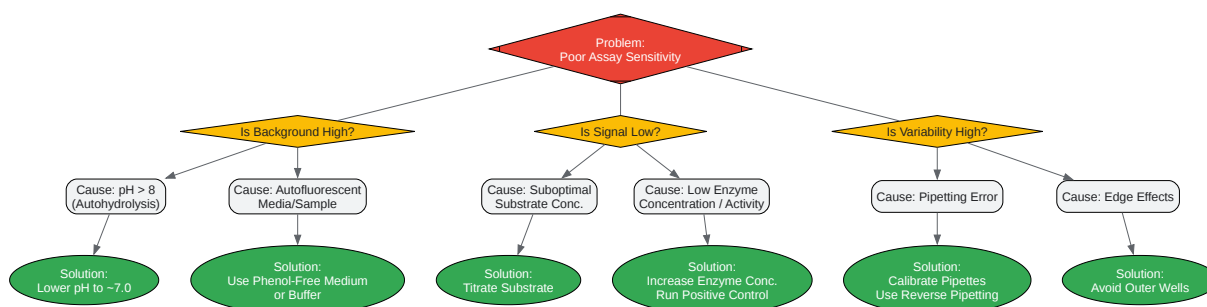 Problem:
Poor Assay Sensitivity
Is Background High?
Is Signal Low?
Is Variability High?
Cause: pH > 8
(Autohydrolysis)
Cause: Autofluorescent
Media/Sample
Cause: Suboptimal
Substrate Conc.
Cause: Low Enzyme
Concentration / Activity
Cause: Pipetting Error
Cause: Edge Effects
Solution:
Lower pH to ~7.0
Solution:
Use Phenol-Free Medium
or Buffer
Solution:
Titrate Substrate
Solution:
Increase Enzyme Conc.
Run Positive Control
Solution:
Calibrate Pipettes
Use Reverse Pipetting
Solution:
Avoid Outer Wells